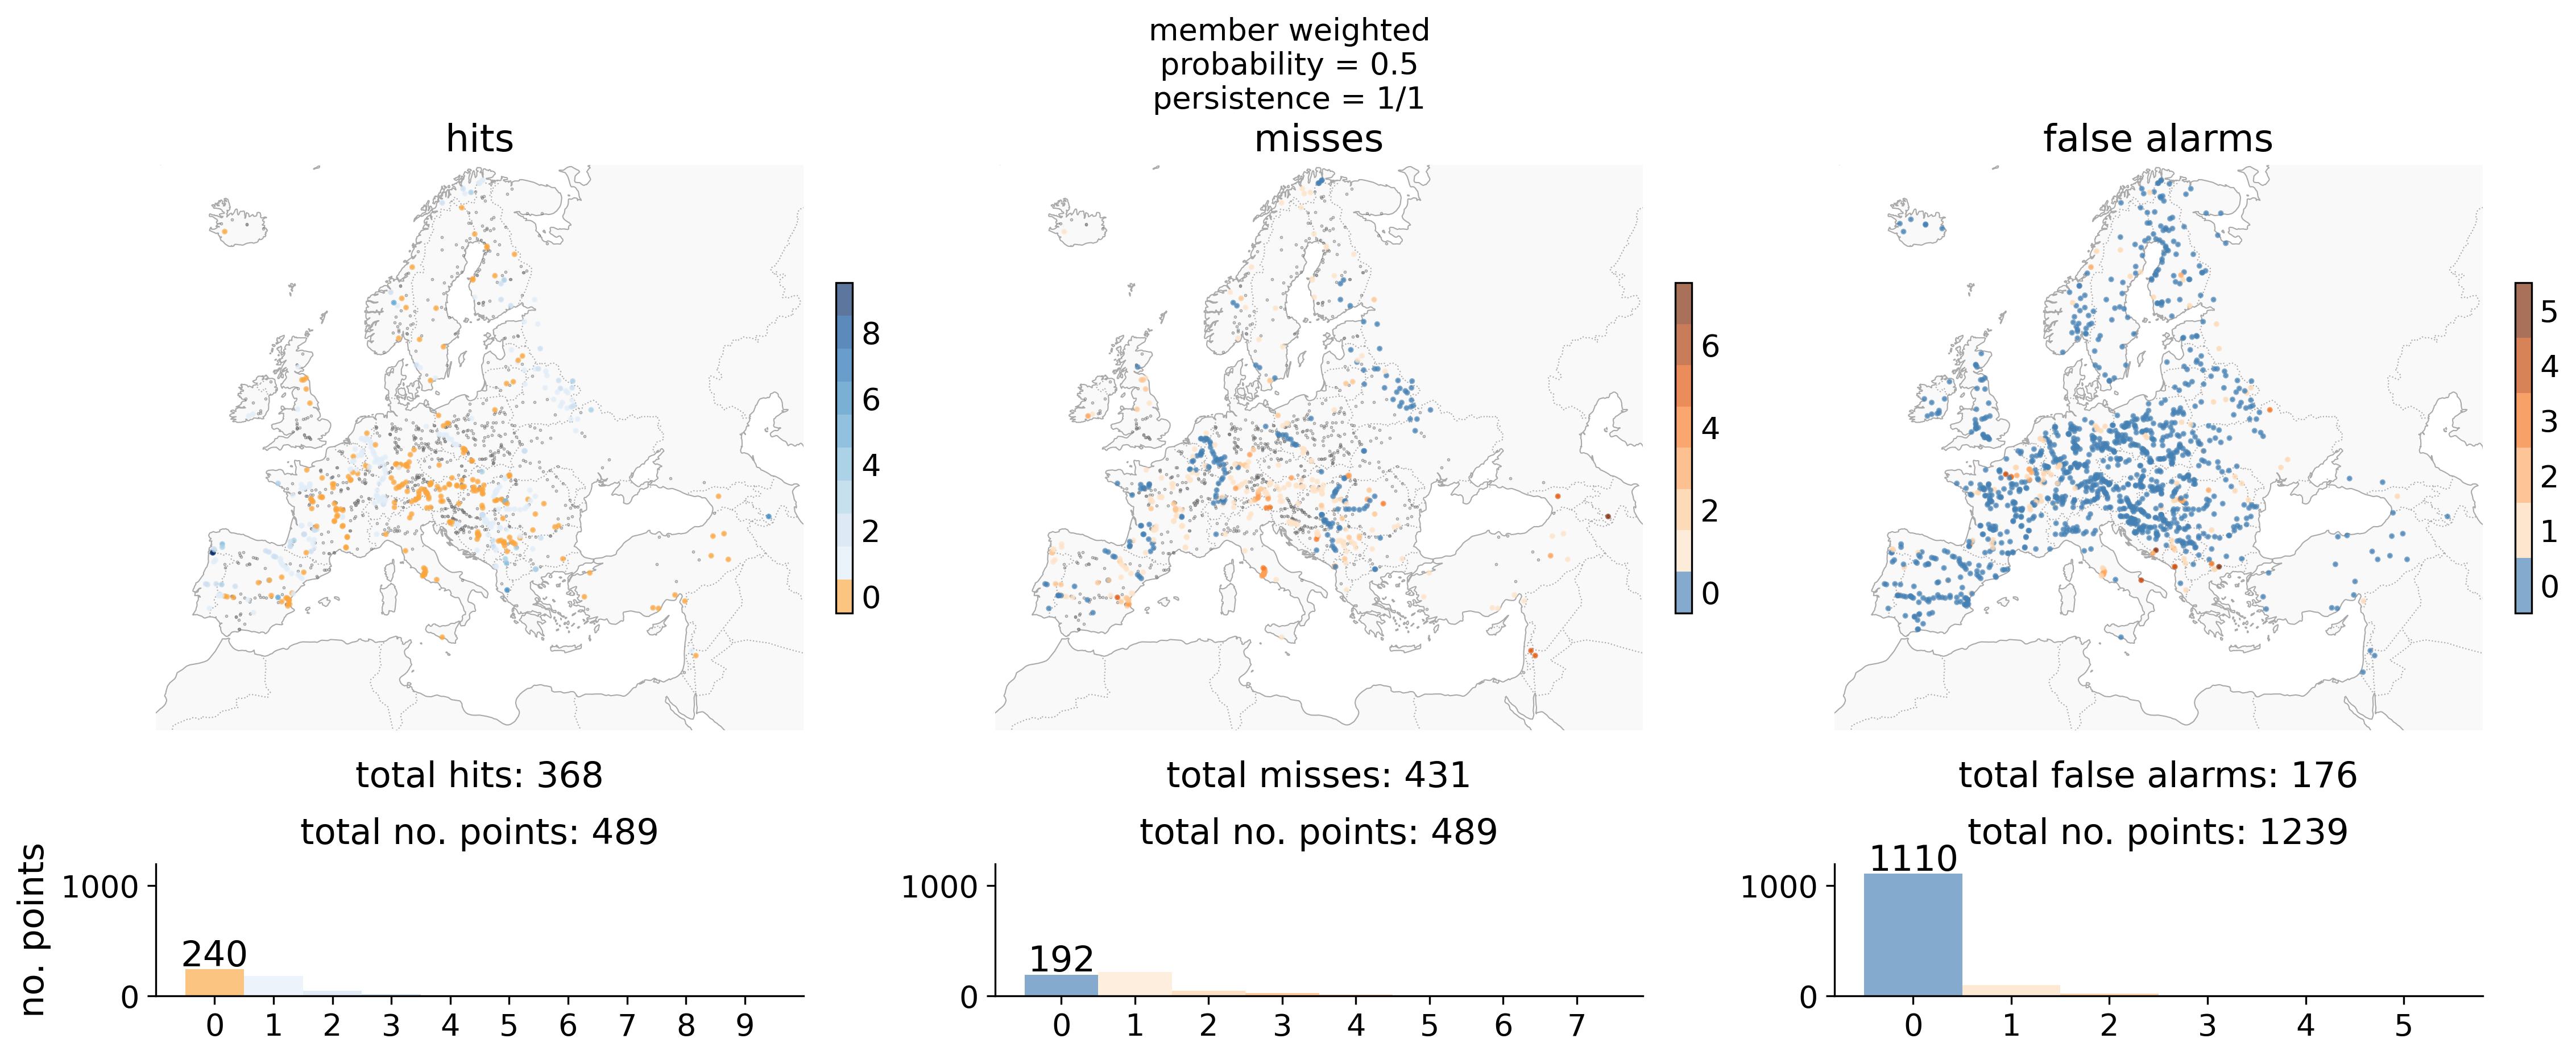 member weighted
probability = 0.5
persistence = 1/1
hits
misses
false alarms
8
6
4
2
0
6
4
2
0
5
4
3
2
1
0
total hits: 368
total misses: 431
total false alarms: 176
total no. points: 489
total no. points: 489
total no. points: 1239
no. points
1000
0
240
0 1 2 3 4 5 6 7 8 9
1000
0
192
0 1 2 3 4 5 6 7
1000
0
1110
0 1 2 3 4 5